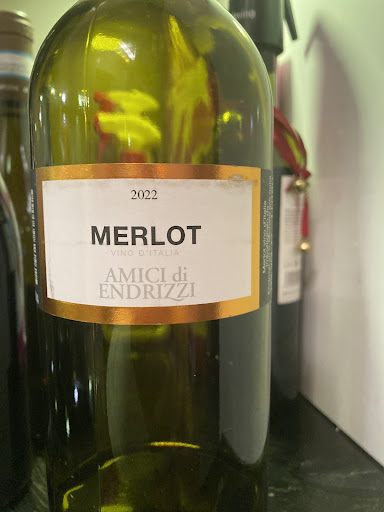 2022
MERLOT
VINO D'ITALIA
AMICI di
ENDRIZZI